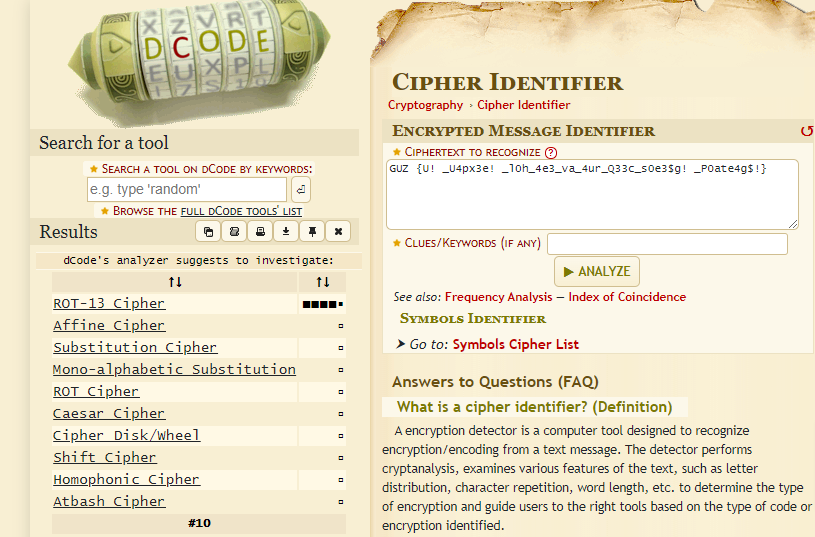 DCODE
Search for a tool
★ Search a tool on dCode by keywords:
e.g. type 'random'
★ Browse the full dCode tools' list
Results
dCode's analyzer suggests to investigate:
↑↓ ↑↓
ROT-13 Cipher ■■■■▪
Affine Cipher ▫
Substitution Cipher ▫
Mono-alphabetic Substitution ▫
ROT Cipher ▫
Caesar Cipher ▫
Cipher Disk/Wheel ▫
Shift Cipher ▫
Homophonic Cipher ▫
Atbash Cipher ▫
#10
Cipher Identifier
Cryptography › Cipher Identifier
Encrypted Message Identifier ↺
★ Ciphertext to recognize ?
GUZ {U! _U4px3e! _l0h_4e3_va_4ur_Q33c_s0e3$g! _P0ate4g$!}
★ Clues/Keywords (if any)
▶ ANALYZE
See also: Frequency Analysis — Index of Coincidence
Symbols Identifier
➤ Go to: Symbols Cipher List
Answers to Questions (FAQ)
What is a cipher identifier? (Definition)
A encryption detector is a computer tool designed to recognize
encryption/encoding from a text message. The detector performs
cryptanalysis, examines various features of the text, such as letter
distribution, character repetition, word length, etc. to determine the type
of encryption and guide users to the right tools based on the type of code or
encryption identified.